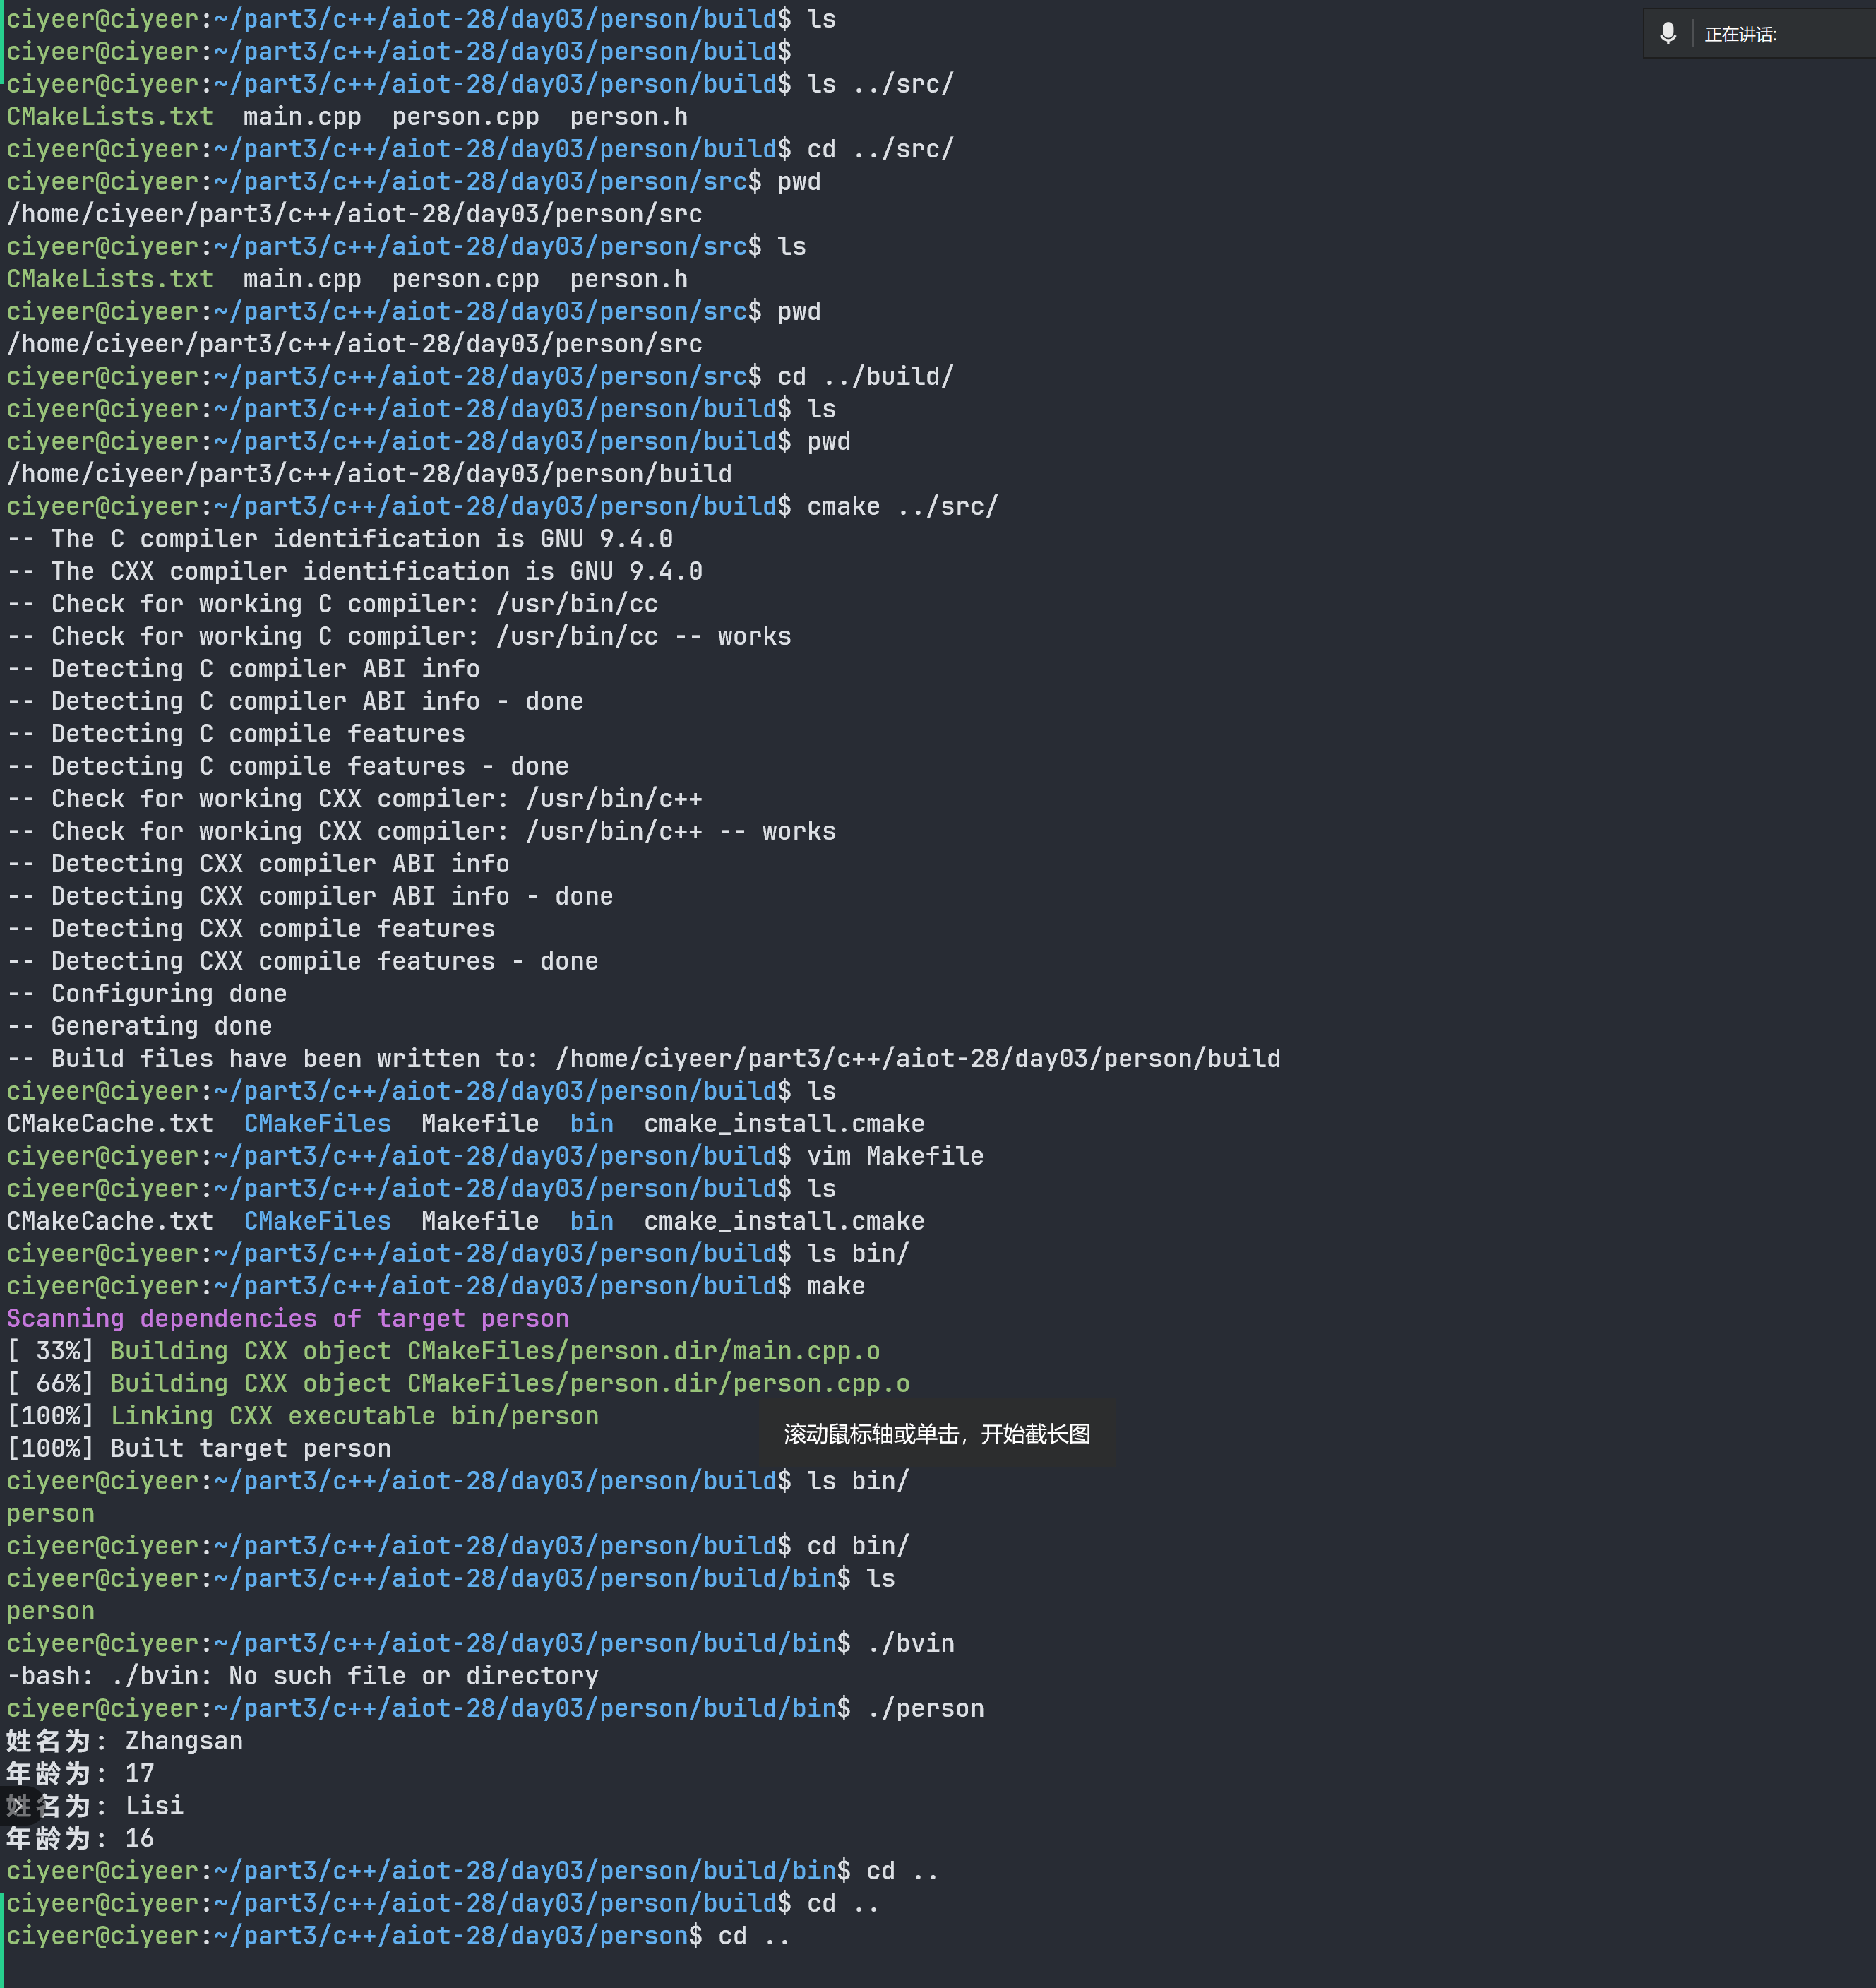 ciyeer@ciyeer:~/part3/c++/aiot-28/day03/person/build$ ls
正在讲话:
ciyeer@ciyeer:~/part3/c++/aiot-28/day03/person/build$
ciyeer@ciyeer:~/part3/c++/aiot-28/day03/person/build$ ls ../src/
CMakeLists.txt  main.cpp  person.cpp  person.h
ciyeer@ciyeer:~/part3/c++/aiot-28/day03/person/build$ cd ../src/
ciyeer@ciyeer:~/part3/c++/aiot-28/day03/person/src$ pwd
/home/ciyeer/part3/c++/aiot-28/day03/person/src
ciyeer@ciyeer:~/part3/c++/aiot-28/day03/person/src$ ls
CMakeLists.txt  main.cpp  person.cpp  person.h
ciyeer@ciyeer:~/part3/c++/aiot-28/day03/person/src$ pwd
/home/ciyeer/part3/c++/aiot-28/day03/person/src
ciyeer@ciyeer:~/part3/c++/aiot-28/day03/person/src$ cd ../build/
ciyeer@ciyeer:~/part3/c++/aiot-28/day03/person/build$ ls
ciyeer@ciyeer:~/part3/c++/aiot-28/day03/person/build$ pwd
/home/ciyeer/part3/c++/aiot-28/day03/person/build
ciyeer@ciyeer:~/part3/c++/aiot-28/day03/person/build$ cmake ../src/
-- The C compiler identification is GNU 9.4.0
-- The CXX compiler identification is GNU 9.4.0
-- Check for working C compiler: /usr/bin/cc
-- Check for working C compiler: /usr/bin/cc -- works
-- Detecting C compiler ABI info
-- Detecting C compiler ABI info - done
-- Detecting C compile features
-- Detecting C compile features - done
-- Check for working CXX compiler: /usr/bin/c++
-- Check for working CXX compiler: /usr/bin/c++ -- works
-- Detecting CXX compiler ABI info
-- Detecting CXX compiler ABI info - done
-- Detecting CXX compile features
-- Detecting CXX compile features - done
-- Configuring done
-- Generating done
-- Build files have been written to: /home/ciyeer/part3/c++/aiot-28/day03/person/build
ciyeer@ciyeer:~/part3/c++/aiot-28/day03/person/build$ ls
CMakeCache.txt  CMakeFiles  Makefile  bin  cmake_install.cmake
ciyeer@ciyeer:~/part3/c++/aiot-28/day03/person/build$ vim Makefile
ciyeer@ciyeer:~/part3/c++/aiot-28/day03/person/build$ ls
CMakeCache.txt  CMakeFiles  Makefile  bin  cmake_install.cmake
ciyeer@ciyeer:~/part3/c++/aiot-28/day03/person/build$ ls bin/
ciyeer@ciyeer:~/part3/c++/aiot-28/day03/person/build$ make
Scanning dependencies of target person
[ 33%] Building CXX object CMakeFiles/person.dir/main.cpp.o
[ 66%] Building CXX object CMakeFiles/person.dir/person.cpp.o
[100%] Linking CXX executable bin/person
滚动鼠标轴或单击，开始截长图
[100%] Built target person
ciyeer@ciyeer:~/part3/c++/aiot-28/day03/person/build$ ls bin/
person
ciyeer@ciyeer:~/part3/c++/aiot-28/day03/person/build$ cd bin/
ciyeer@ciyeer:~/part3/c++/aiot-28/day03/person/build/bin$ ls
person
ciyeer@ciyeer:~/part3/c++/aiot-28/day03/person/build/bin$ ./bvin
-bash: ./bvin: No such file or directory
ciyeer@ciyeer:~/part3/c++/aiot-28/day03/person/build/bin$ ./person
姓名为: Zhangsan
年龄为: 17
姓名为: Lisi
年龄为: 16
ciyeer@ciyeer:~/part3/c++/aiot-28/day03/person/build/bin$ cd ..
ciyeer@ciyeer:~/part3/c++/aiot-28/day03/person/build$ cd ..
ciyeer@ciyeer:~/part3/c++/aiot-28/day03/person$ cd ..